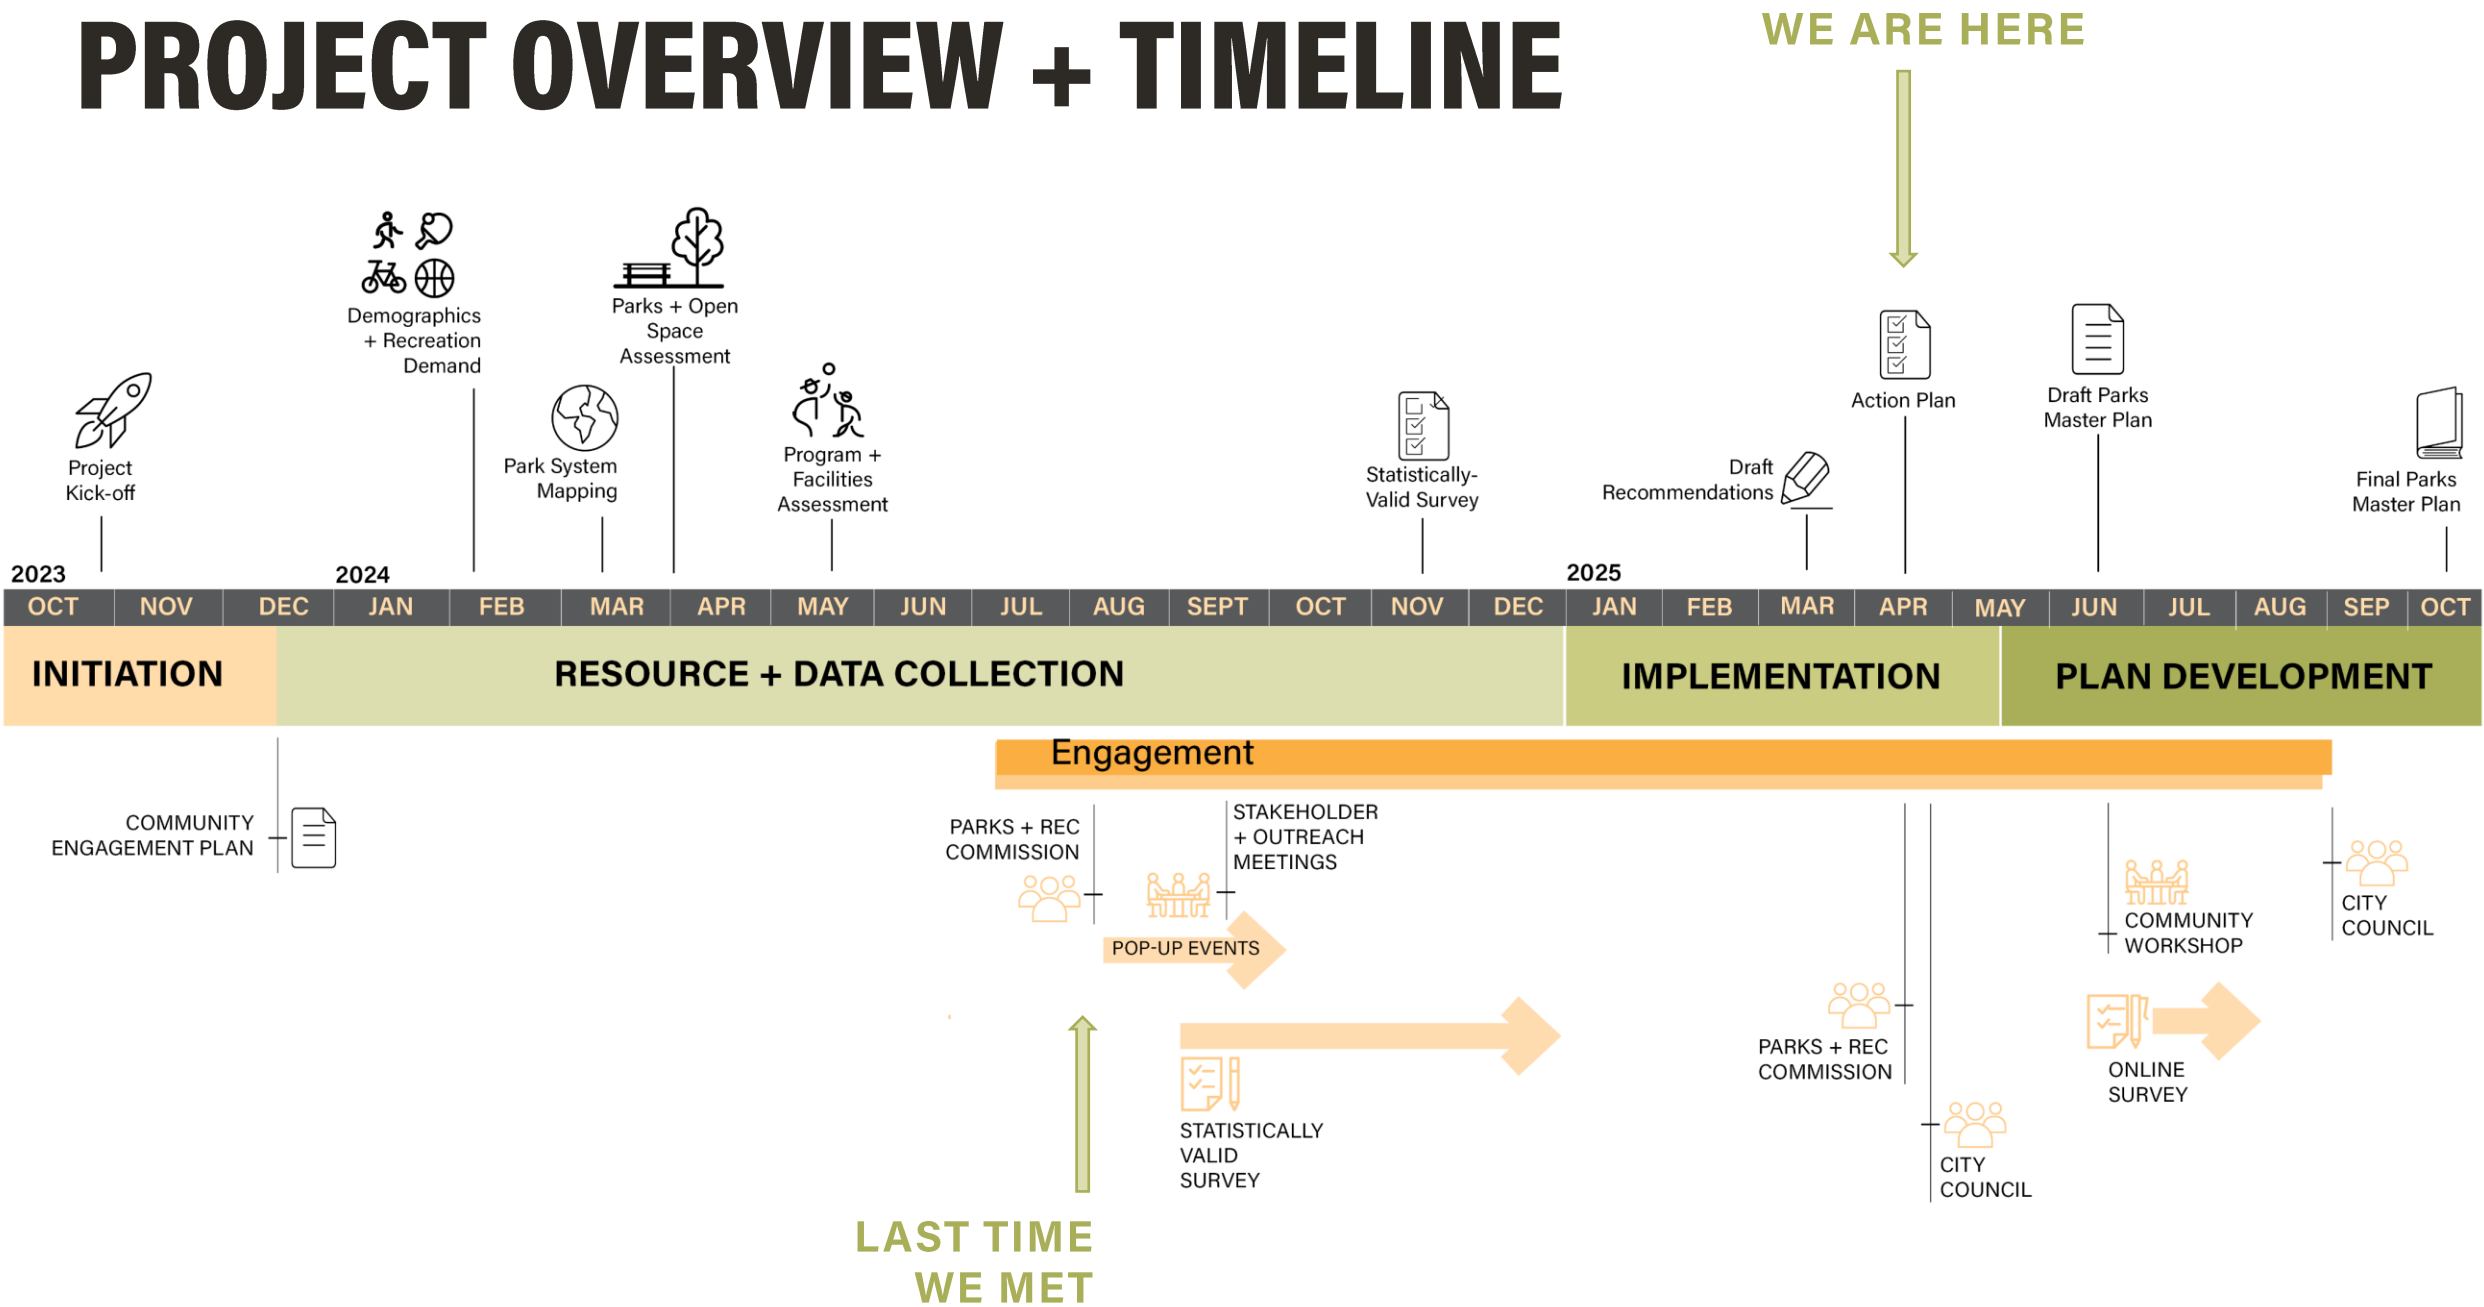 PROJECT OVERVIEW + TIMELINE
WE ARE HERE
Demographics
+ Recreation
Demand
Parks + Open
Space
Assessment
Project
Kick-off
Park System
Mapping
Program +
Facilities
Assessment
Statistically-
Valid Survey
Draft
Recommendations
Action Plan
Draft Parks
Master Plan
Final Parks
Master Plan
2023
2024
2025
OCT NOV DEC JAN FEB MAR APR MAY JUN JUL AUG SEPT OCT NOV DEC JAN FEB MAR APR MAY JUN JUL AUG SEP OCT
INITIATION
RESOURCE + DATA COLLECTION
IMPLEMENTATION
PLAN DEVELOPMENT
Engagement
COMMUNITY
ENGAGEMENT PLAN
PARKS + REC
COMMISSION
STAKEHOLDER
+ OUTREACH
MEETINGS
POP-UP EVENTS
STATISTICALLY
VALID
SURVEY
PARKS + REC
COMMISSION
CITY
COUNCIL
COMMUNITY
WORKSHOP
ONLINE
SURVEY
CITY
COUNCIL
LAST TIME
WE MET